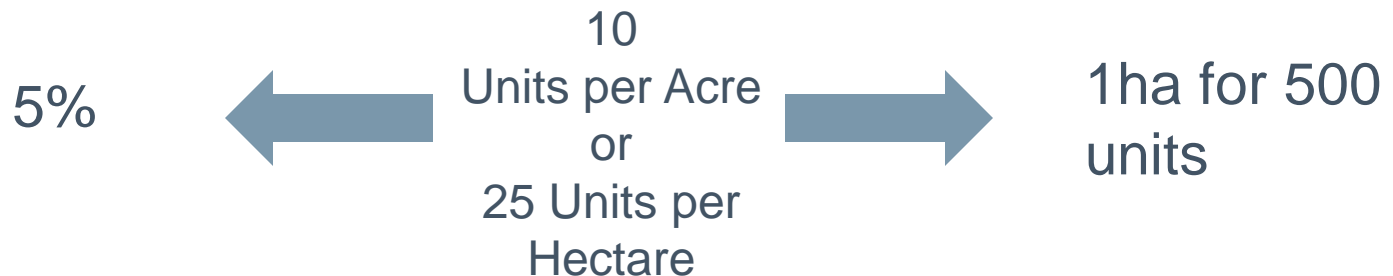 5%
10
Units per Acre
or
25 Units per
Hectare
1ha for 500
units